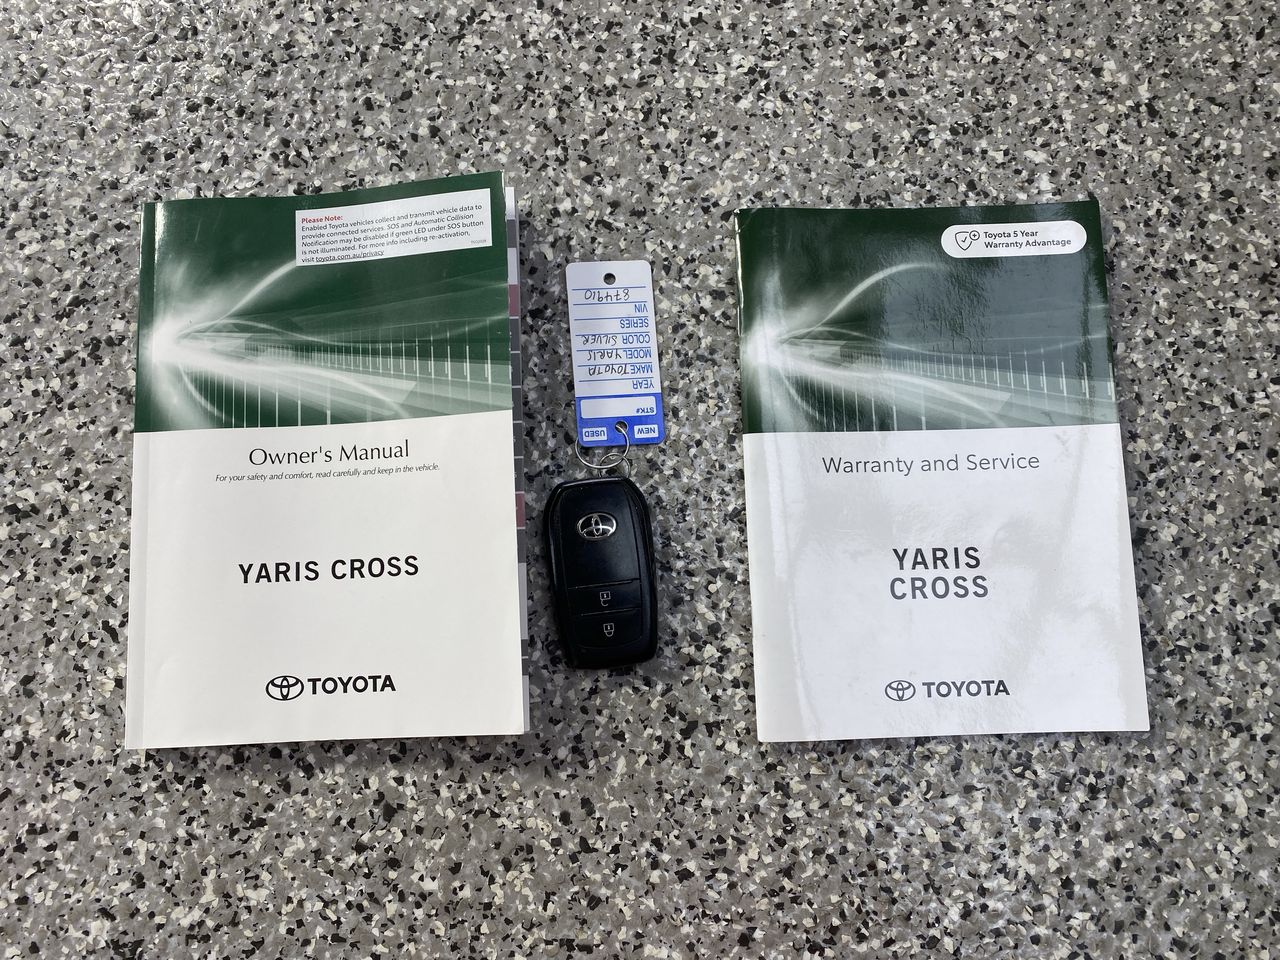 Please Note:
Enabled Toyota vehicles collect and transmit vehicle data to
provide connected services. SOS and Automatic Collision
Notification may be disabled if green LED under SOS button
is not illuminated. For more info including re-activation,
visit toyota.com.au/privacy
Owner's Manual
For your safety and comfort, read carefully and keep in the vehicle.
YARIS CROSS
TOYOTA
NEW
USED
STK#
YEAR
MAKE TOYOTA
MODEL YARIS
COLOR SILVER
SERIES
VIN
874910
Toyota 5 Year
Warranty Advantage
Warranty and Service
YARIS
CROSS
TOYOTA